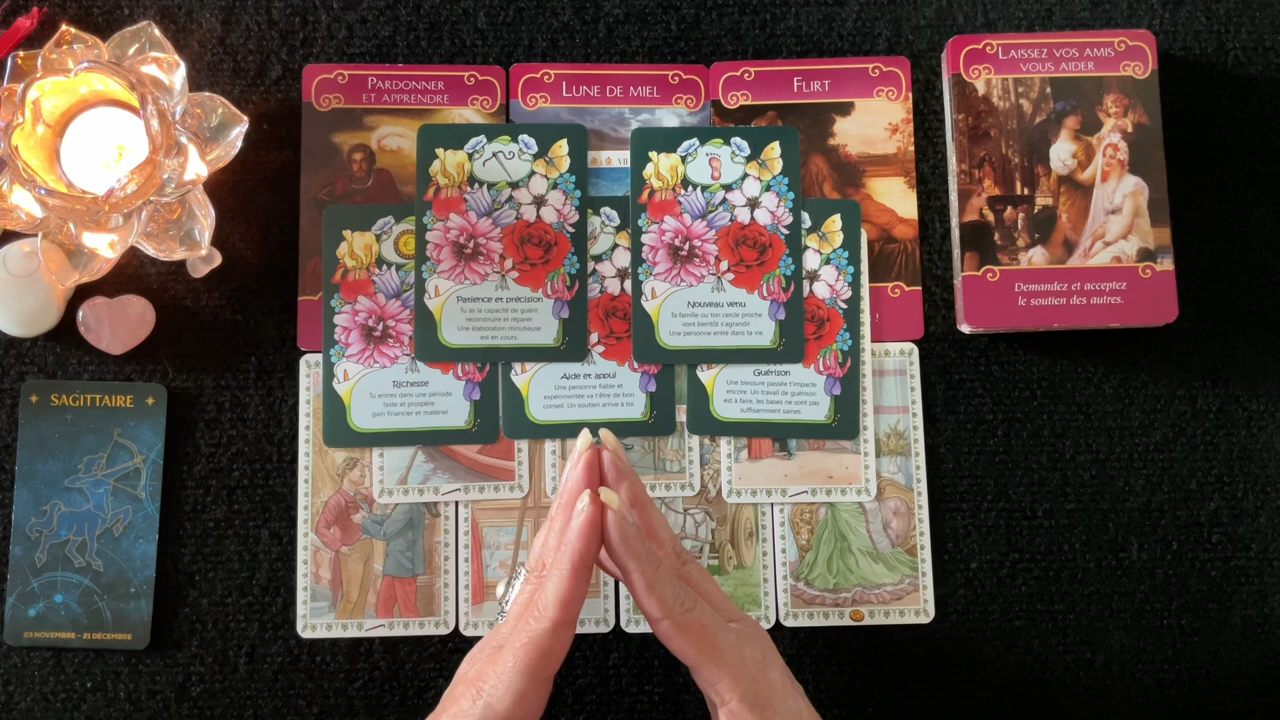 PARDONNER
ET APPRENDRE
LUNE DE MIEL
FLIRT
LAISSEZ VOS AMIS
VOUS AIDER
VII
Patience et précision
Tu as la capacité de guérir,
reconstruire et réparer.
Une élaboration minutieuse
est en cours.
Nouveau venu
Ta famille ou ton cercle proche
vont bientôt s'agrandir.
Une personne entre dans ta vie.
Demandez et acceptez
le soutien des autres.
Richesse
Tu entres dans une période
faste et prospère
gain financier et matériel.
Aide et appui
Une personne fiable et
expérimentée va t'être de bon
conseil. Un soutien arrive à toi
Guérison
Une blessure passée t'impacte
encore. Un travail de guérison
est à faire, les bases ne sont pas
suffisamment saines.
SAGITTAIRE
23 NOVEMBRE - 21 DÉCEMBRE